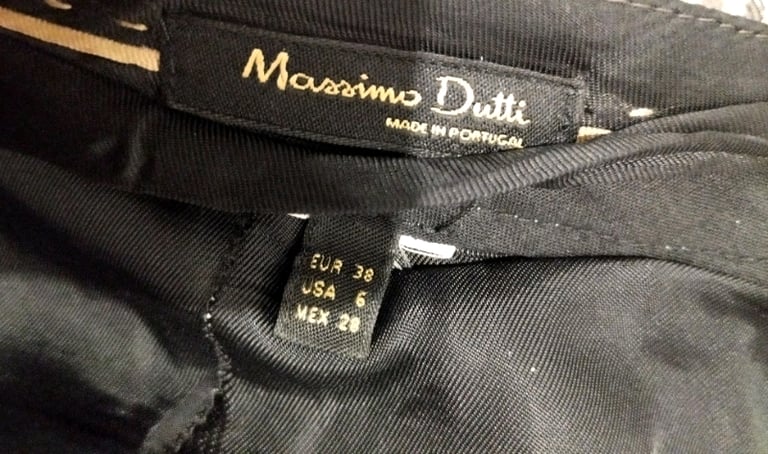 Massimo Dutti
MADE IN PORTUGAL
EUR 38
USA 6
MEX 28